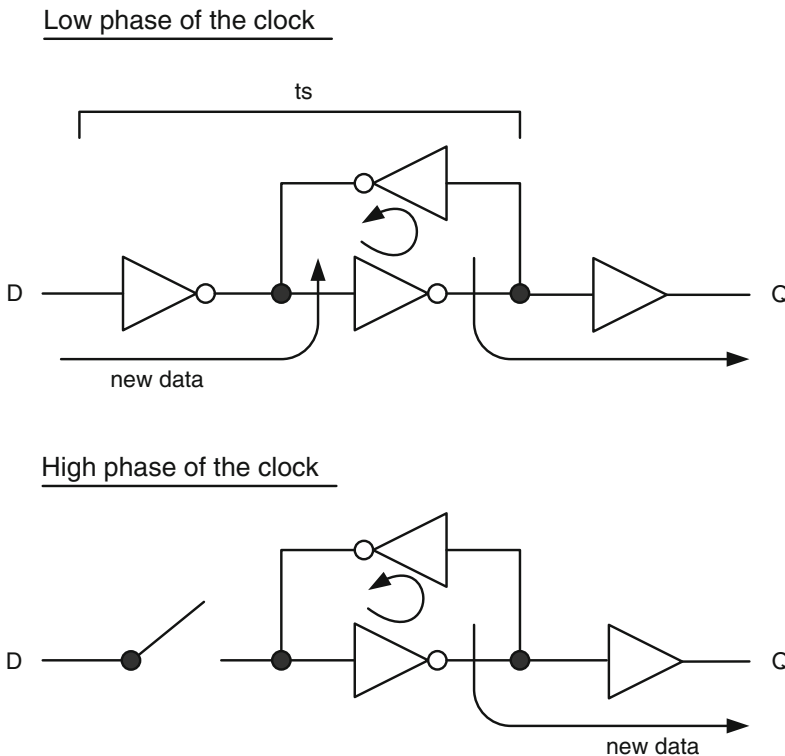 Low phase of the clock
ts
D
Q
new data
High phase of the clock
D
Q
new data